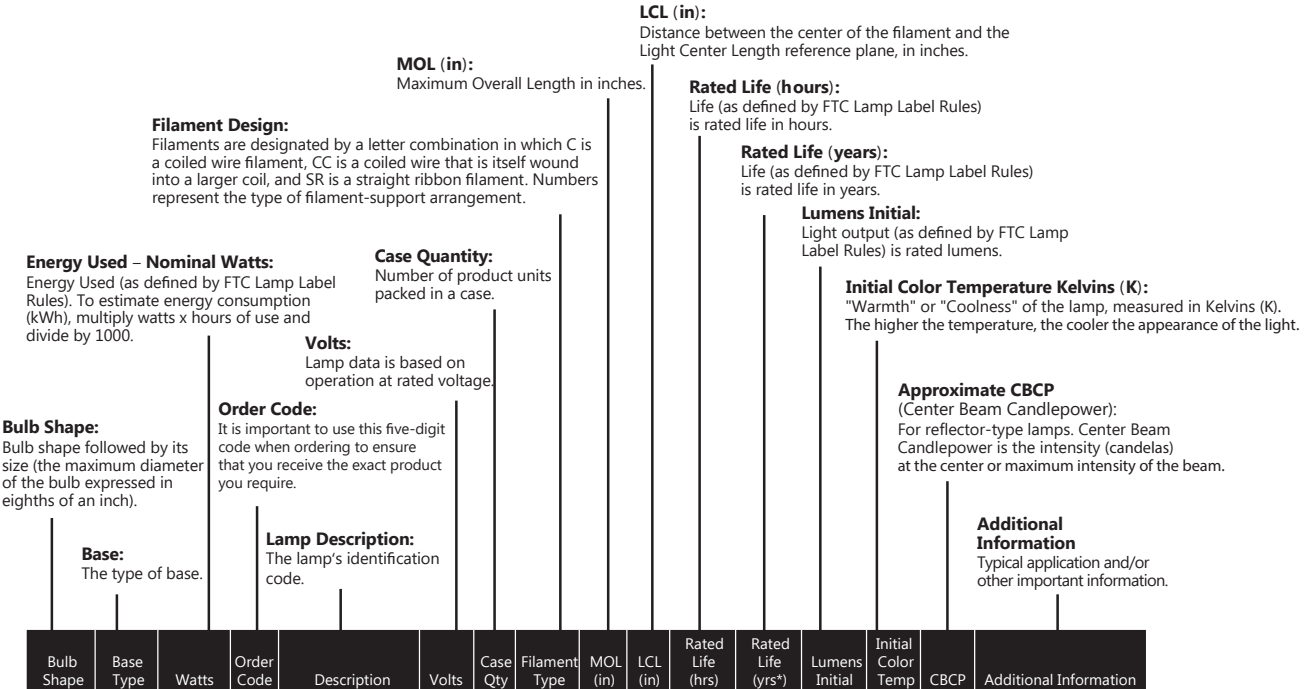 LCL (in):
Distance between the center of the filament and the
Light Center Length reference plane, in inches.
MOL (in):
Maximum Overall Length in inches.
Rated Life (hours):
Life (as defined by FTC Lamp Label Rules)
is rated life in hours.
Filament Design:
Filaments are designated by a letter combination in which C is
a coiled wire filament, CC is a coiled wire that is itself wound
into a larger coil, and SR is a straight ribbon filament. Numbers
represent the type of filament-support arrangement.
Rated Life (years):
Life (as defined by FTC Lamp Label Rules)
is rated life in years.
Lumens Initial:
Light output (as defined by FTC Lamp
Label Rules) is rated lumens.
Energy Used – Nominal Watts:
Energy Used (as defined by FTC Lamp Label
Rules). To estimate energy consumption
(kWh), multiply watts x hours of use and
divide by 1000.
Case Quantity:
Number of product units
packed in a case.
Initial Color Temperature Kelvins (K):
"Warmth" or "Coolness" of the lamp, measured in Kelvins (K).
The higher the temperature, the cooler the appearance of the light.
Volts:
Lamp data is based on
operation at rated voltage.
Approximate CBCP
(Center Beam Candlepower):
For reflector-type lamps. Center Beam
Candlepower is the intensity (candelas)
at the center or maximum intensity of the beam.
Order Code:
It is important to use this five-digit
code when ordering to ensure
that you receive the exact product
you require.
Bulb Shape:
Bulb shape followed by its
size (the maximum diameter
of the bulb expressed in
eighths of an inch).
Additional
Information
Typical application and/or
other important information.
Lamp Description:
The lamp's identification
code.
Base:
The type of base.
Bulb
Shape
Base
Type
Watts
Order
Code
Description
Volts
Case
Qty
Filament
Type
MOL
(in)
LCL
(in)
Rated
Life
(hrs)
Rated
Life
(yrs*)
Lumens
Initial
Initial
Color
Temp
CBCP
Additional Information